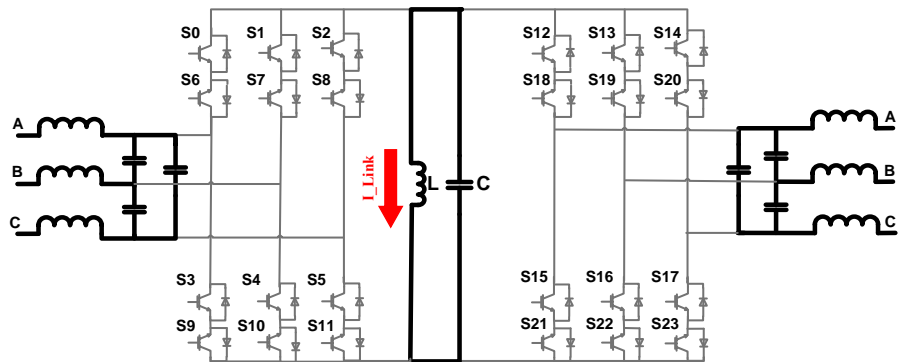 S0 S1 S2 S12 S13 S14
S6 S7 S8 S18 S19 S20
A A
B I_Link L C B
C C
S3 S4 S5 S15 S16 S17
S9 S10 S11 S21 S22 S23